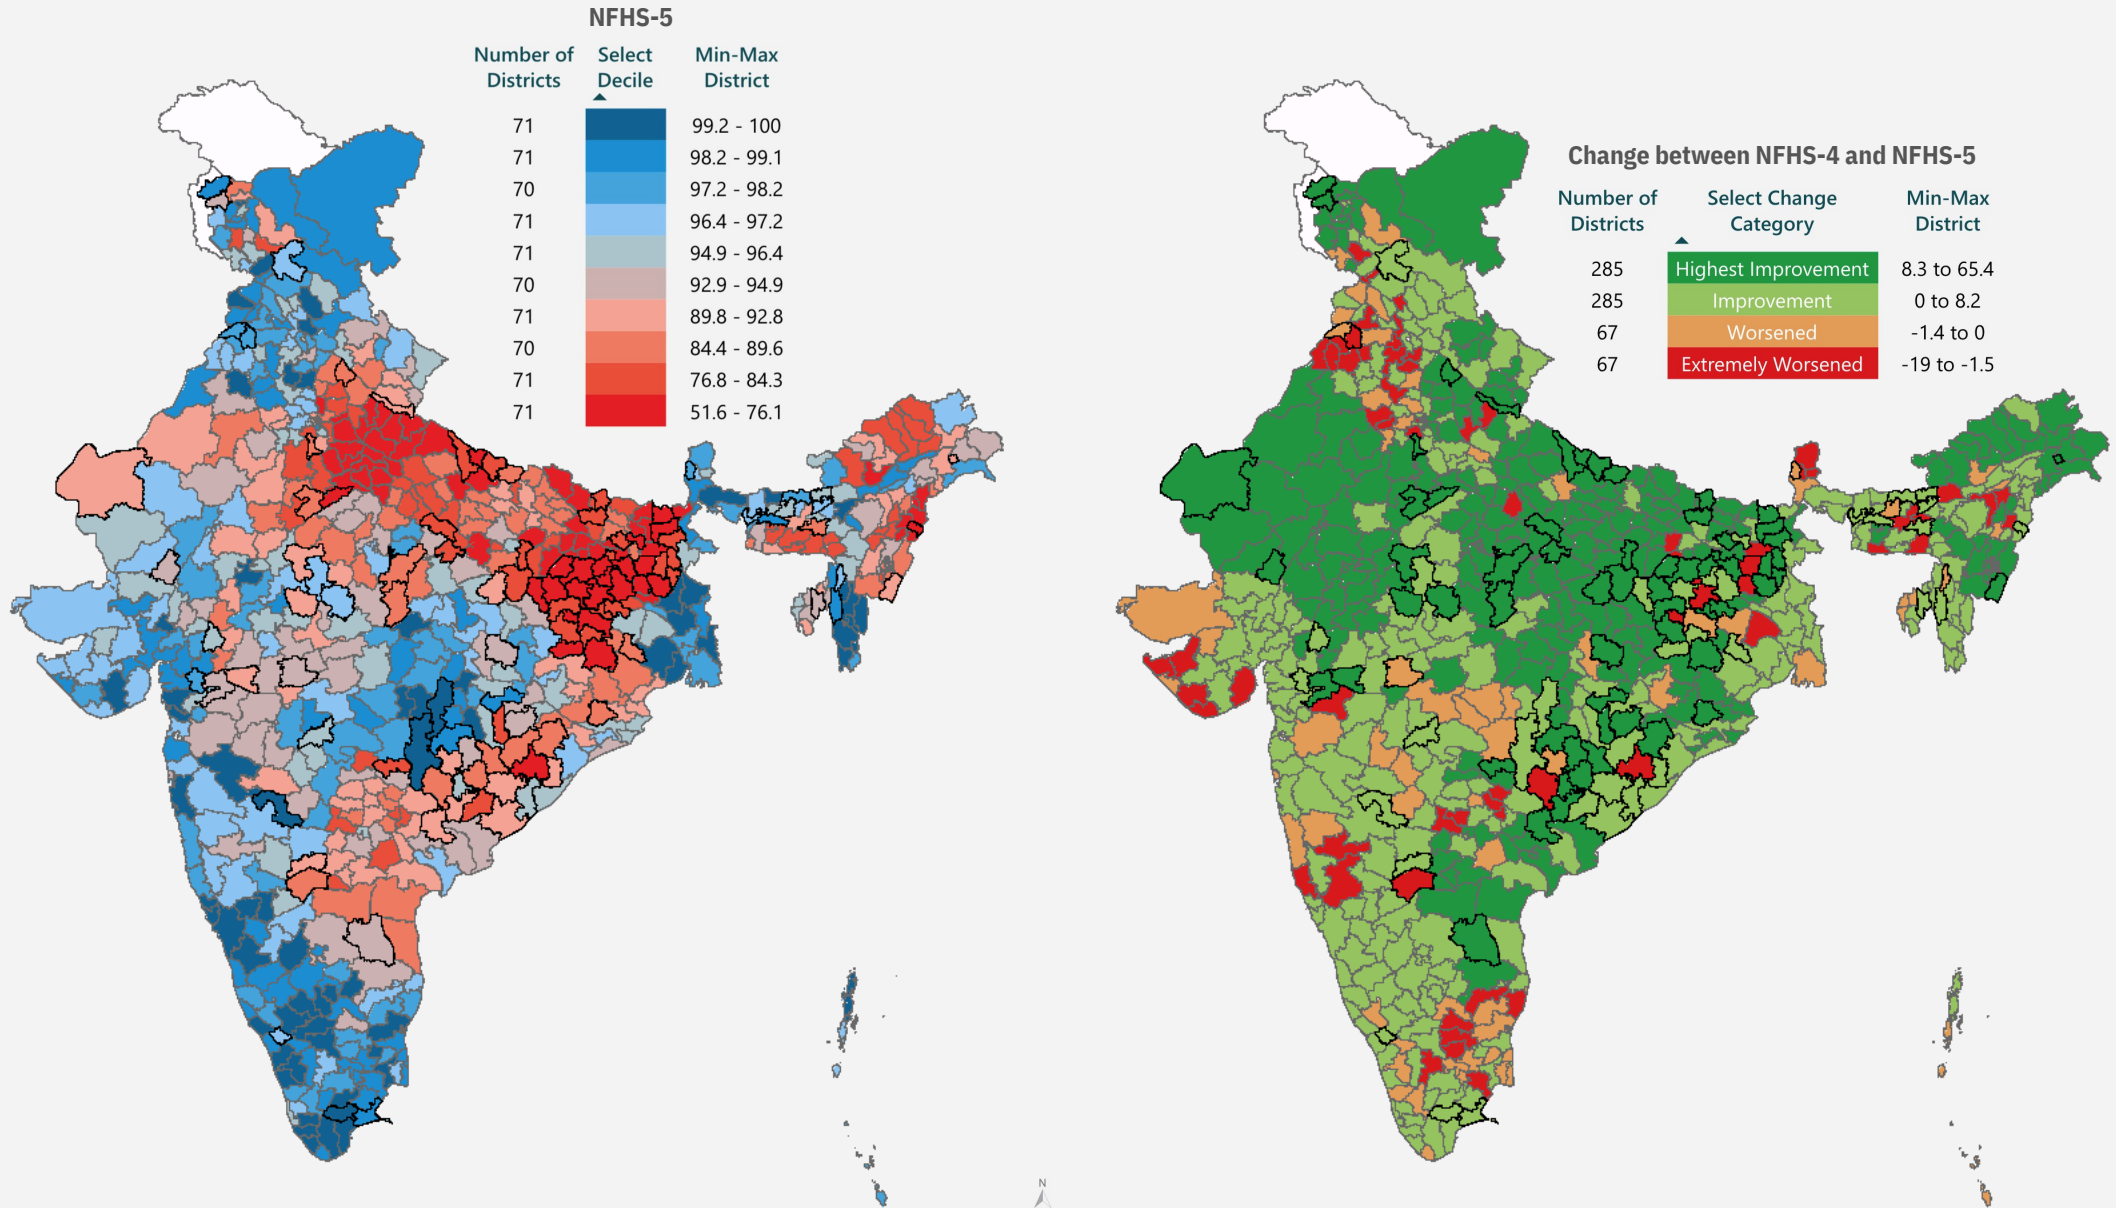 NFHS-5
Number of Districts Select Decile Min-Max District
71 99.2 - 100
71 98.2 - 99.1
70 97.2 - 98.2
71 96.4 - 97.2
71 94.9 - 96.4
70 92.9 - 94.9
71 89.8 - 92.8
70 84.4 - 89.6
71 76.8 - 84.3
71 51.6 - 76.1
Change between NFHS-4 and NFHS-5
Number of Districts Select Change Category Min-Max District
285 Highest Improvement 8.3 to 65.4
285 Improvement 0 to 8.2
67 Worsened -1.4 to 0
67 Extremely Worsened -19 to -1.5
N